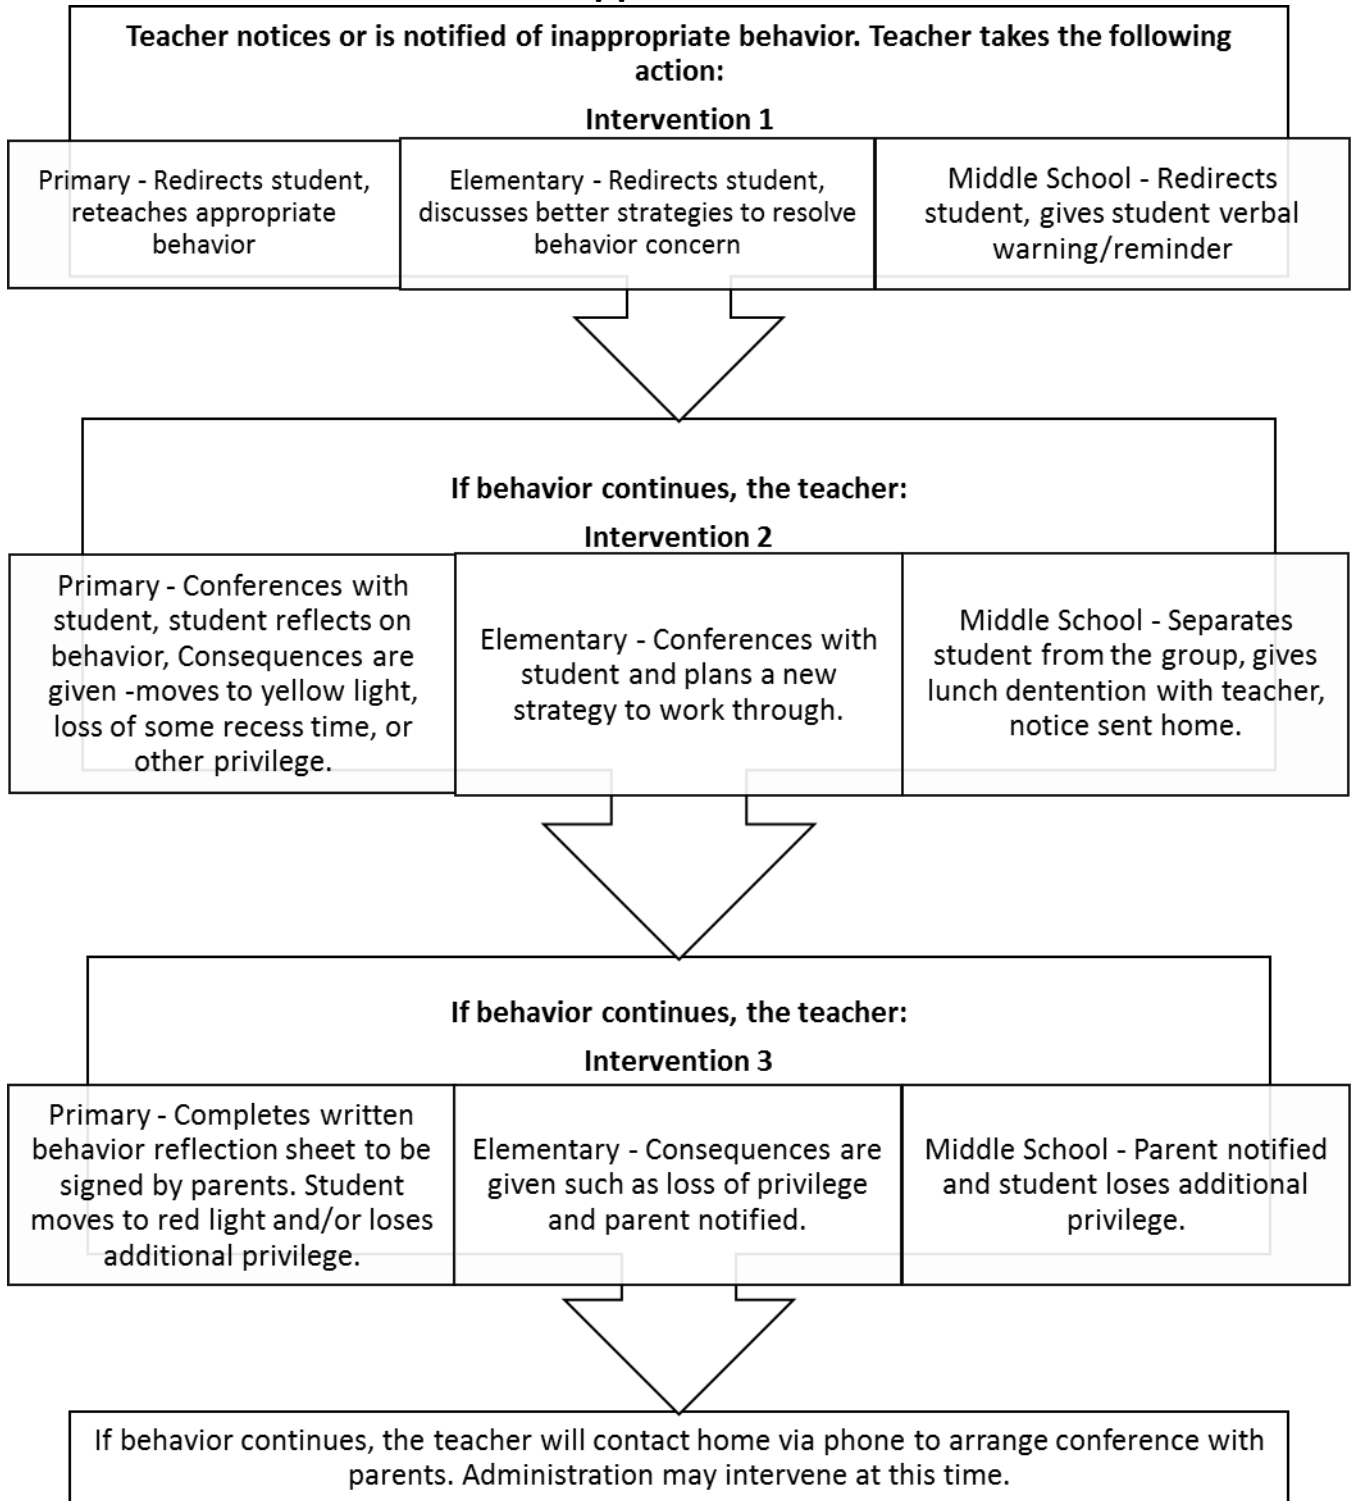 Teacher notices or is notified of inappropriate behavior. Teacher takes the following
action:
Intervention 1
Primary - Redirects student,
reteaches appropriate
behavior
Elementary - Redirects student,
discusses better strategies to resolve
behavior concern
Middle School - Redirects
student, gives student verbal
warning/reminder
If behavior continues, the teacher:
Intervention 2
Primary - Conferences with
student, student reflects on
behavior, Consequences are
given -moves to yellow light,
loss of some recess time, or
other privilege.
Elementary - Conferences with
student and plans a new
strategy to work through.
Middle School - Separates
student from the group, gives
lunch dentention with teacher,
notice sent home.
If behavior continues, the teacher:
Intervention 3
Primary - Completes written
behavior reflection sheet to be
signed by parents. Student
moves to red light and/or loses
additional privilege.
Elementary - Consequences are
given such as loss of privilege
and parent notified.
Middle School - Parent notified
and student loses additional
privilege.
If behavior continues, the teacher will contact home via phone to arrange conference with
parents. Administration may intervene at this time.